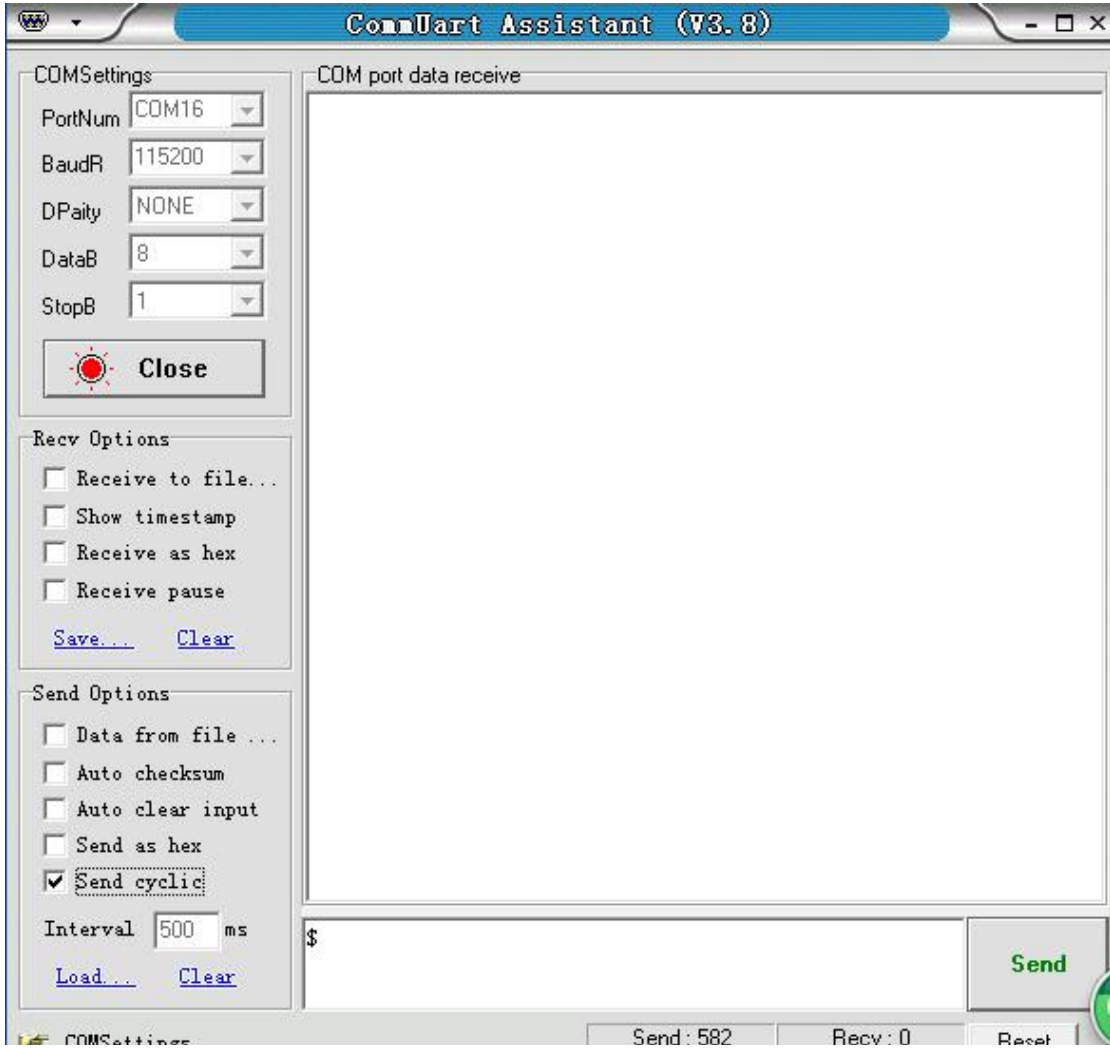 CommUart Assistant (V3.8)
COMSettings
PortNum COM16
BaudR 115200
DPaity NONE
DataB 8
StopB 1
Close
Recv Options
Receive to file...
Show timestamp
Receive as hex
Receive pause
Save... Clear
Send Options
Data from file ...
Auto checksum
Auto clear input
Send as hex
Send cyclic
Interval 500 ms
Load... Clear
COM port data receive
$
Send
COMSettings
Send : 582
Recv : 0
Reset